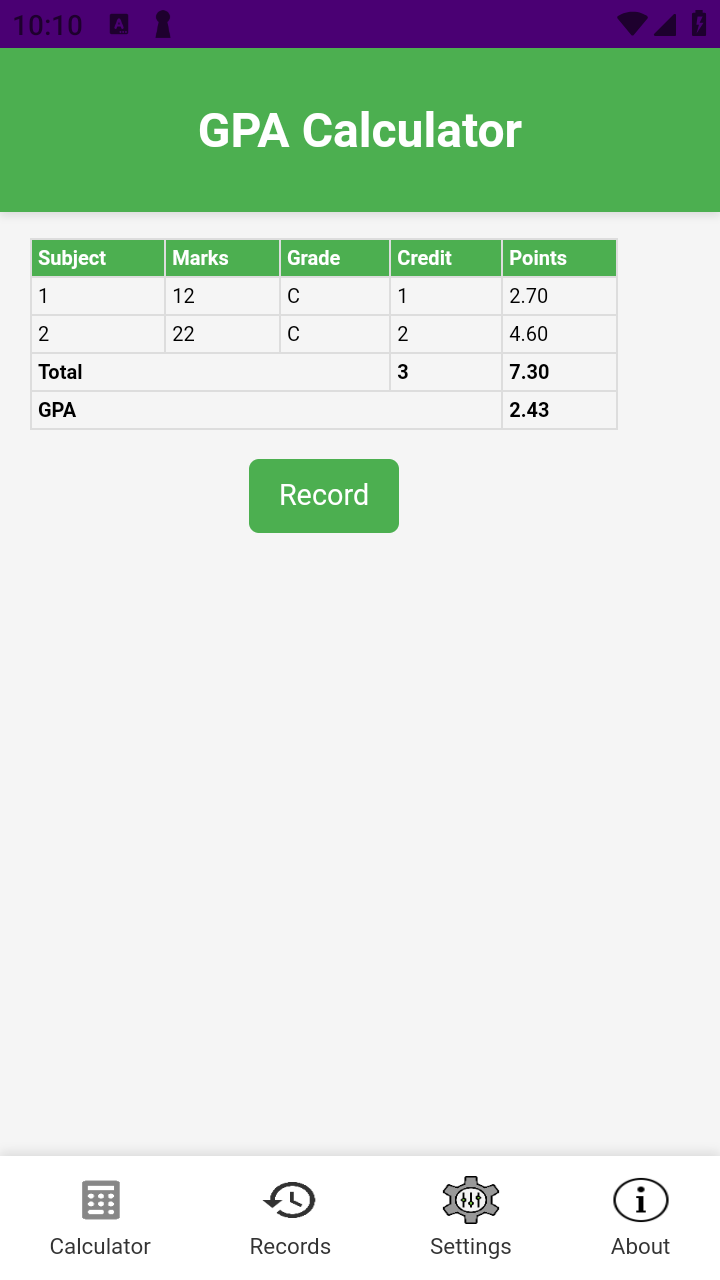 10:10
GPA Calculator
Subject Marks Grade Credit Points
1 12 C 1 2.70
2 22 C 2 4.60
Total 3 7.30
GPA 2.43
Record
Calculator Records Settings About